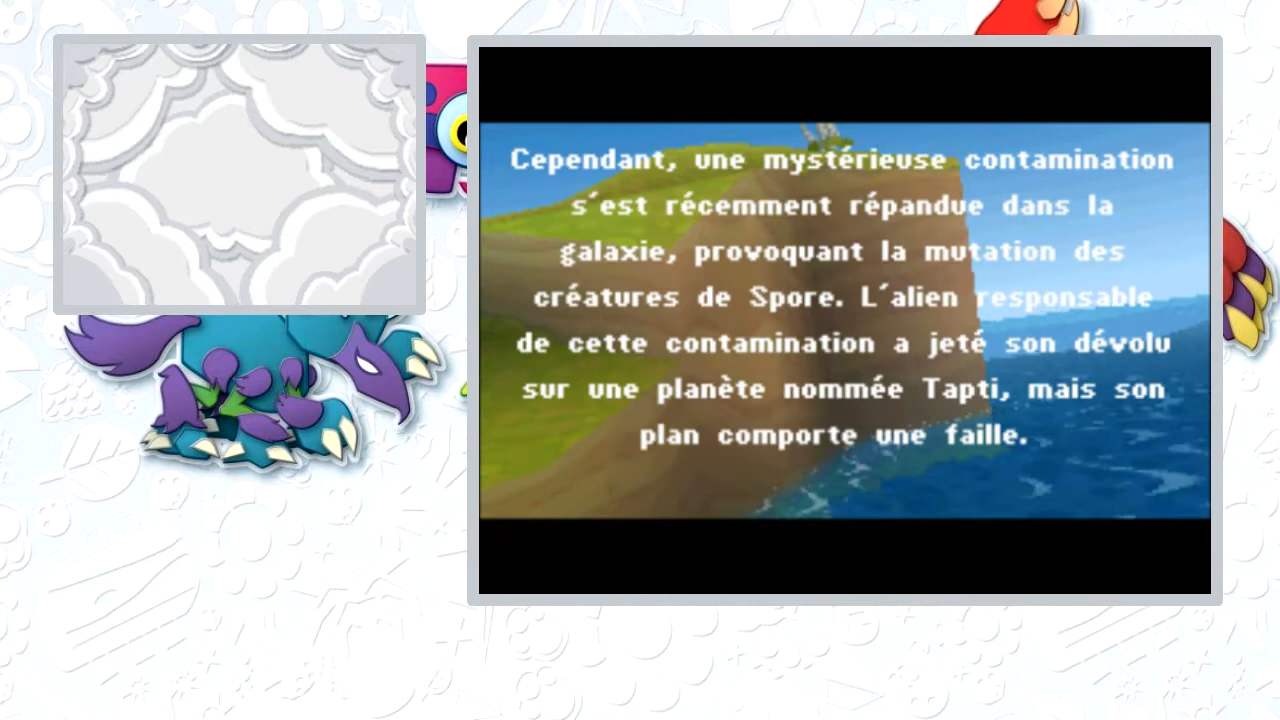 Cependant, une mystérieuse contamination
s´est récemment répandue dans la
galaxie, provoquant la mutation des
créatures de Spore. L´alien responsable
de cette contamination a jeté son dévolu
sur une planète nommée Tapti, mais son
plan comporte une faille.